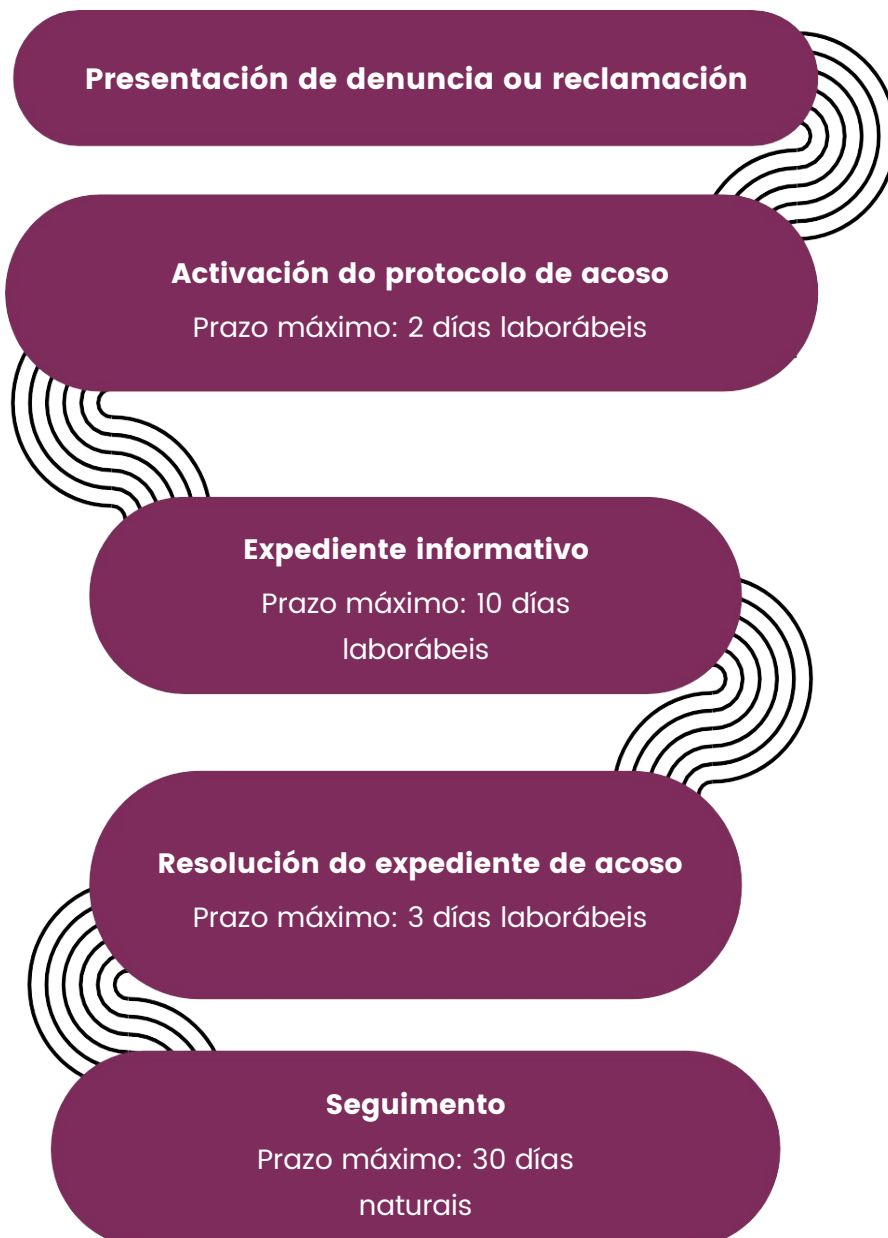 Presentación de denuncia ou reclamación
Activación do protocolo de acoso
Prazo máximo: 2 días laborábeis
Expediente informativo
Prazo máximo: 10 días
laborábeis
Resolución do expediente de acoso
Prazo máximo: 3 días laborábeis
Seguimento
Prazo máximo: 30 días
naturais